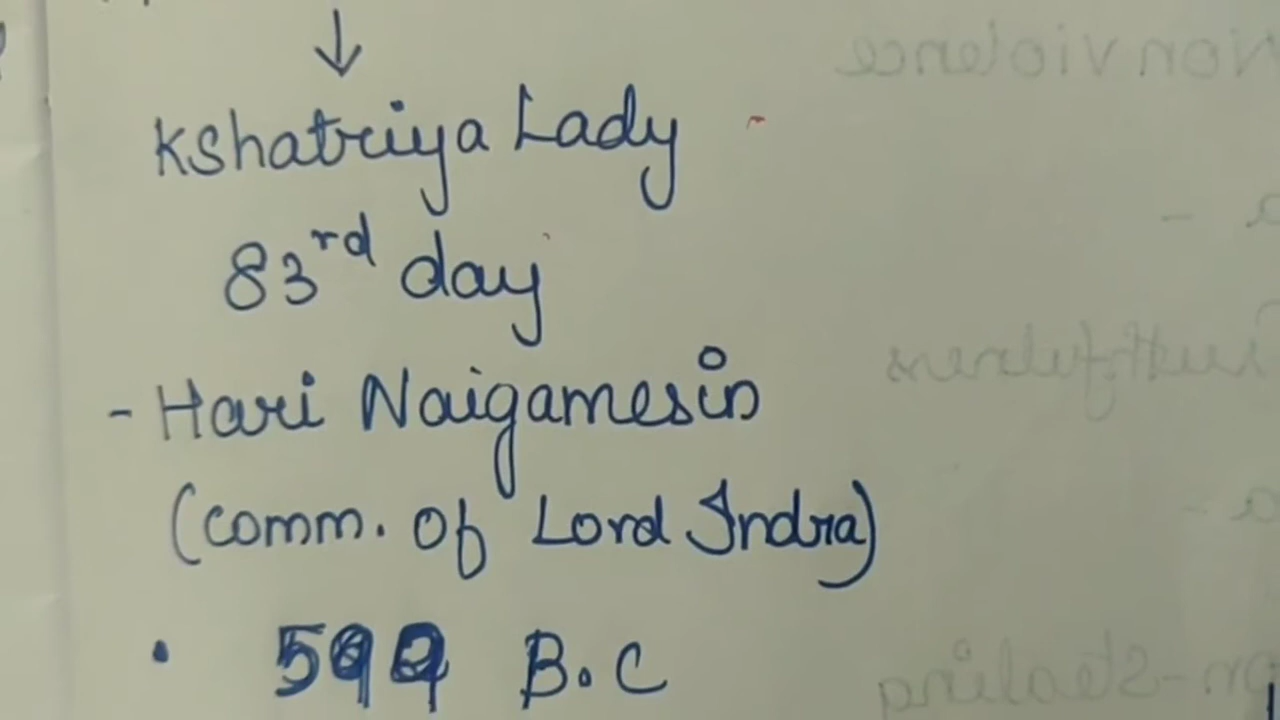 ↓
Kshatriya Lady -
83rd day
- Hari Naigamesin
(comm. of Lord Indra)
• 599 B.C